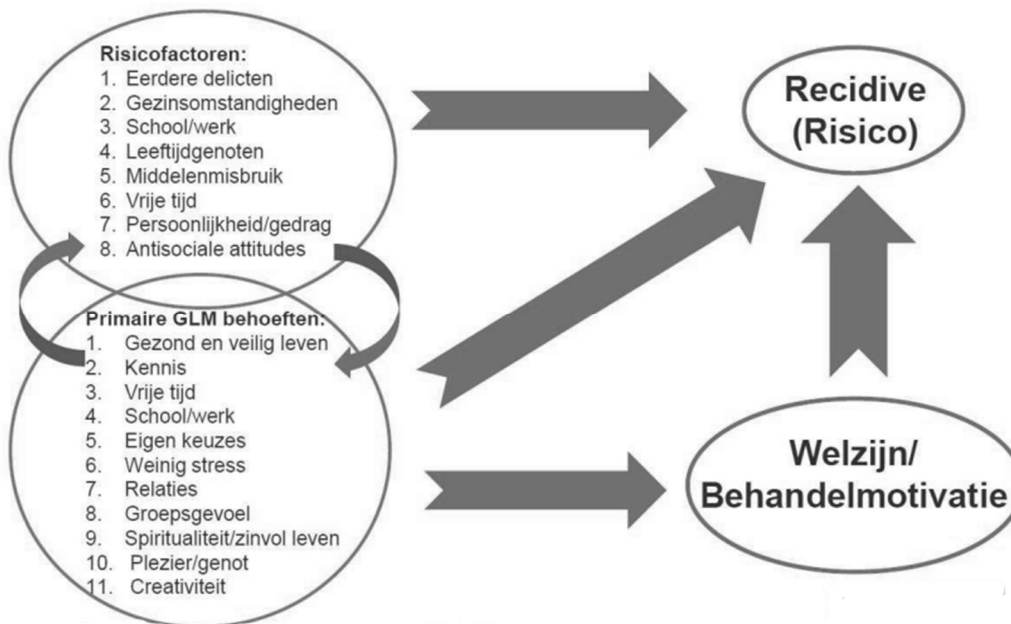 Risicofactoren:
1. Eerdere delicten
2. Gezinsomstandigheden
3. School/werk
4. Leeftijdgenoten
5. Middelenmisbruik
6. Vrije tijd
7. Persoonlijkheid/gedrag
8. Antisociale attitudes
Primaire GLM behoeften:
1. Gezond en veilig leven
2. Kennis
3. Vrije tijd
4. School/werk
5. Eigen keuzes
6. Weinig stress
7. Relaties
8. Groepsgevoel
9. Spiritualiteit/zinvol leven
10. Plezier/genot
11. Creativiteit
Recidive
(Risico)
Welzijn/
Behandelmotivatie